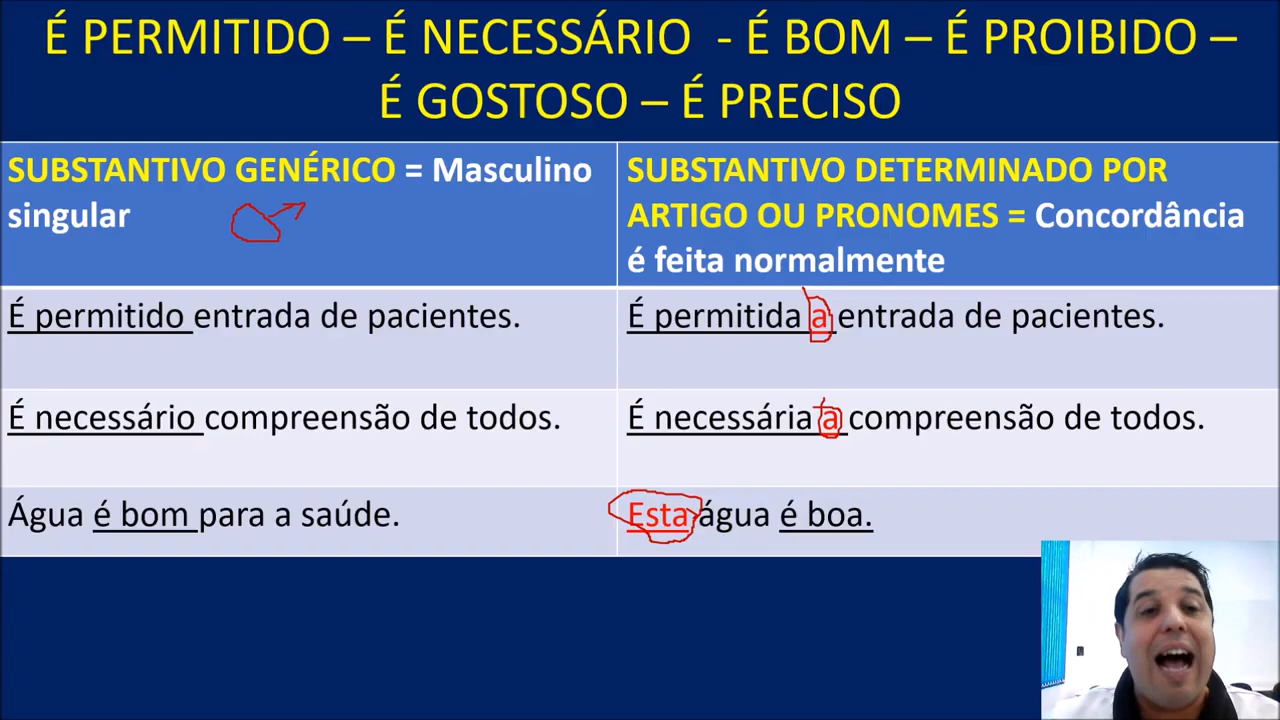 É PERMITIDO – É NECESSÁRIO - É BOM – É PROIBIDO –
É GOSTOSO – É PRECISO
SUBSTANTIVO GENÉRICO = Masculino
singular
SUBSTANTIVO DETERMINADO POR
ARTIGO OU PRONOMES = Concordância
é feita normalmente
É permitido entrada de pacientes.
É permitida a entrada de pacientes.
É necessário compreensão de todos.
É necessária a compreensão de todos.
Água é bom para a saúde.
Esta água é boa.